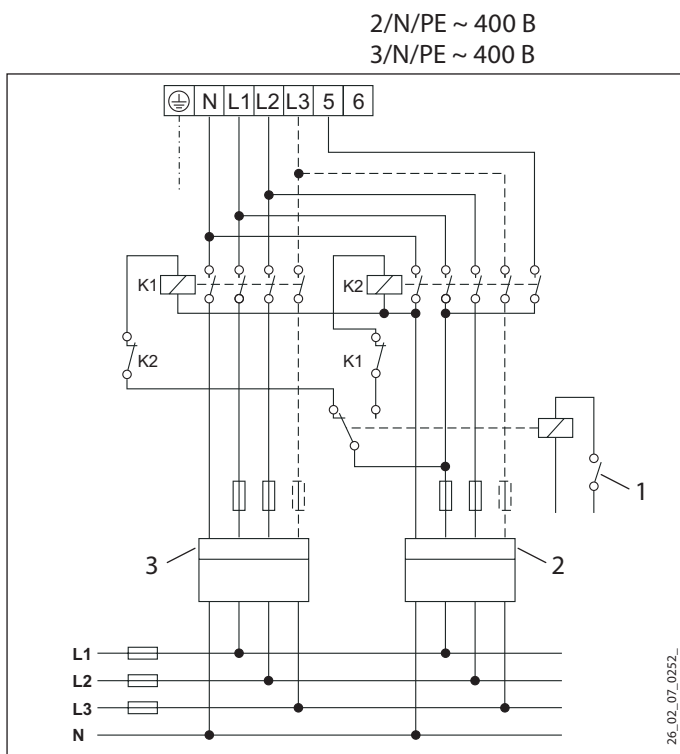 2/N/PE ~ 400 В
3/N/PE ~ 400 В
N L1 L2 L3 5 6
K1 K2
K2 K1
1
3 2
L1
L2
L3
N
26_02_07_0252_